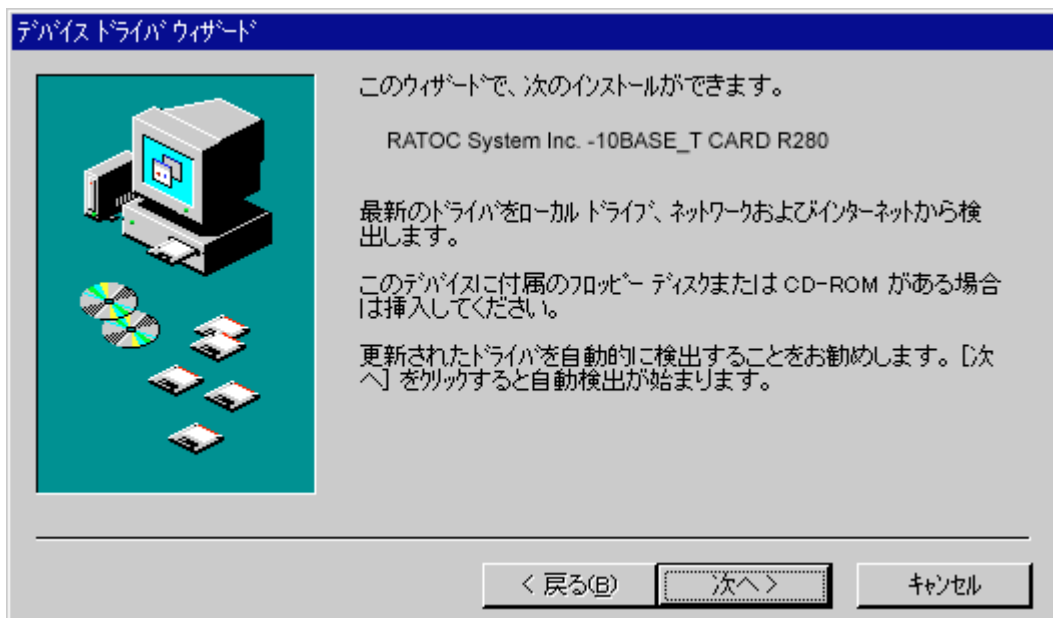 デバイス ドライバ ウィザード
このウィザードで、次のインストールができます。
RATOC System Inc. -10BASE_T CARD R280
最新のドライバをローカル ドライブ、ネットワークおよびインターネットから検
出します。
このデバイスに付属のフロッピー ディスクまたは CD-ROM がある場合
は挿入してください。
更新されたドライバを自動的に検出することをお勧めします。[次
へ] をクリックすると自動検出が始まります。
< 戻る(B)
次へ >
キャンセル